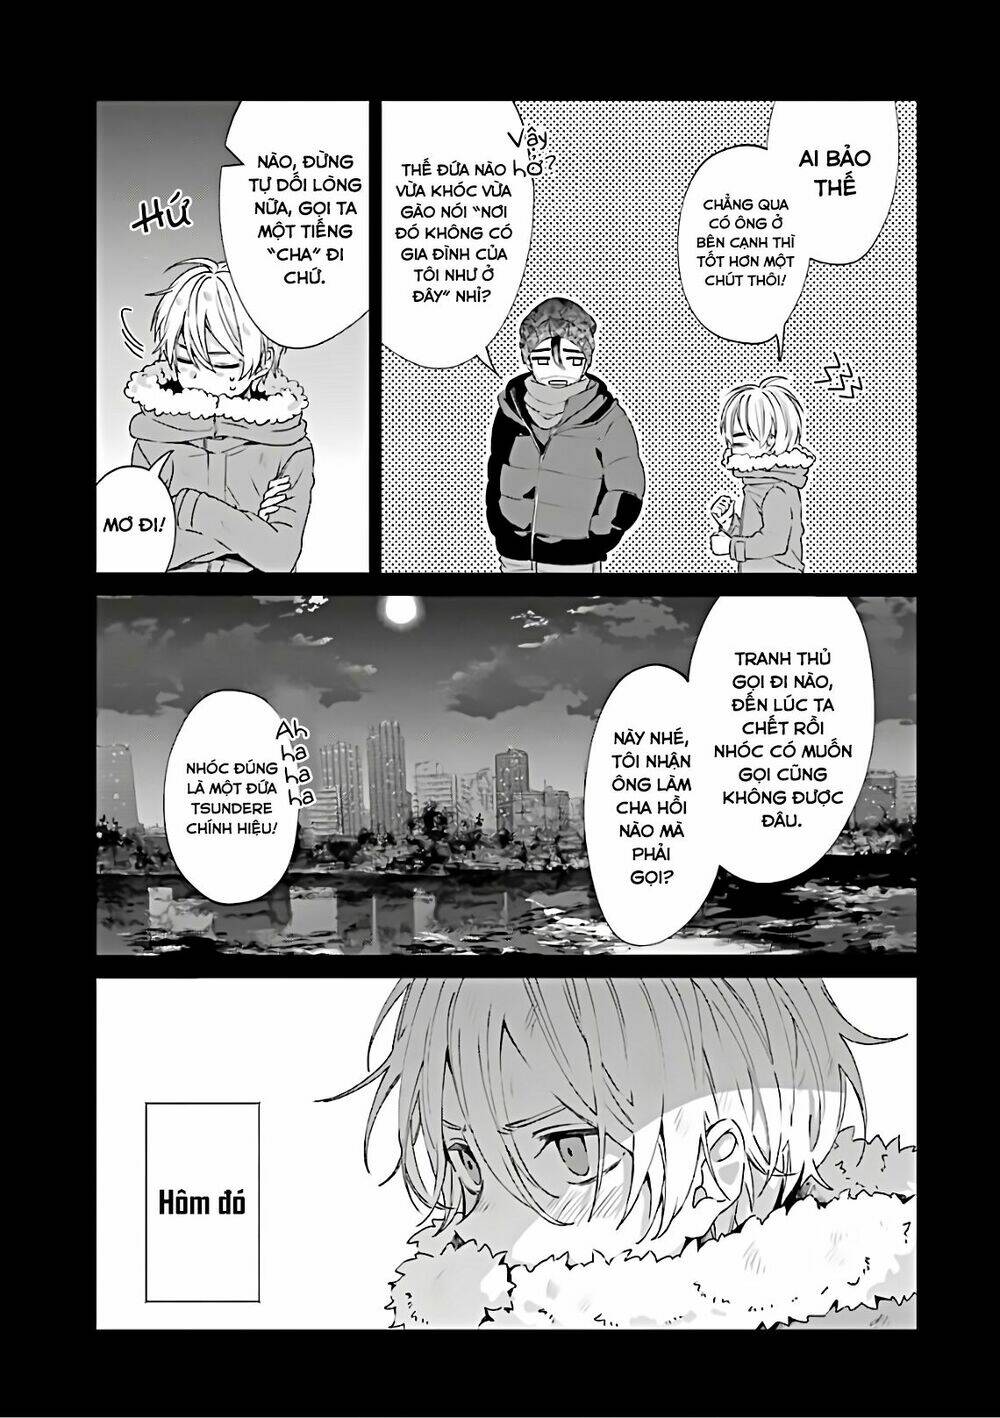 AI BẢO
THẾ
CHẲNG QUA
CÓ ÔNG Ở
BÊN CẠNH THÌ
TỐT HƠN MỘT
CHÚT THÔI!
Vậy
hở?
THẾ ĐỨA NÀO
VỪA KHÓC VỪA
GÀO NÓI "NƠI
ĐÓ KHÔNG CÓ
GIA ĐÌNH CỦA
TÔI NHƯ Ở
ĐÂY" NHỈ?
NÀO, ĐỪNG
TỰ DỐI LÒNG
NỮA, GỌI TA
MỘT TIẾNG
"CHA" ĐI
CHỨ.
HỨ
MƠ ĐI!
TRANH THỦ
GỌI ĐI NÀO,
ĐẾN LÚC TA
CHẾT RỒI
NHÓC CÓ MUỐN
GỌI CŨNG
KHÔNG ĐƯỢC
ĐÂU.
NÀY NHÉ,
TÔI NHẬN
ÔNG LÀM
CHA HỒI
NÀO MÀ
PHẢI
GỌI?
Ah
ha
ha
ha
NHÓC ĐÚNG
LÀ MỘT ĐỨA
TSUNDERE
CHÍNH HIỆU!
Hôm đó